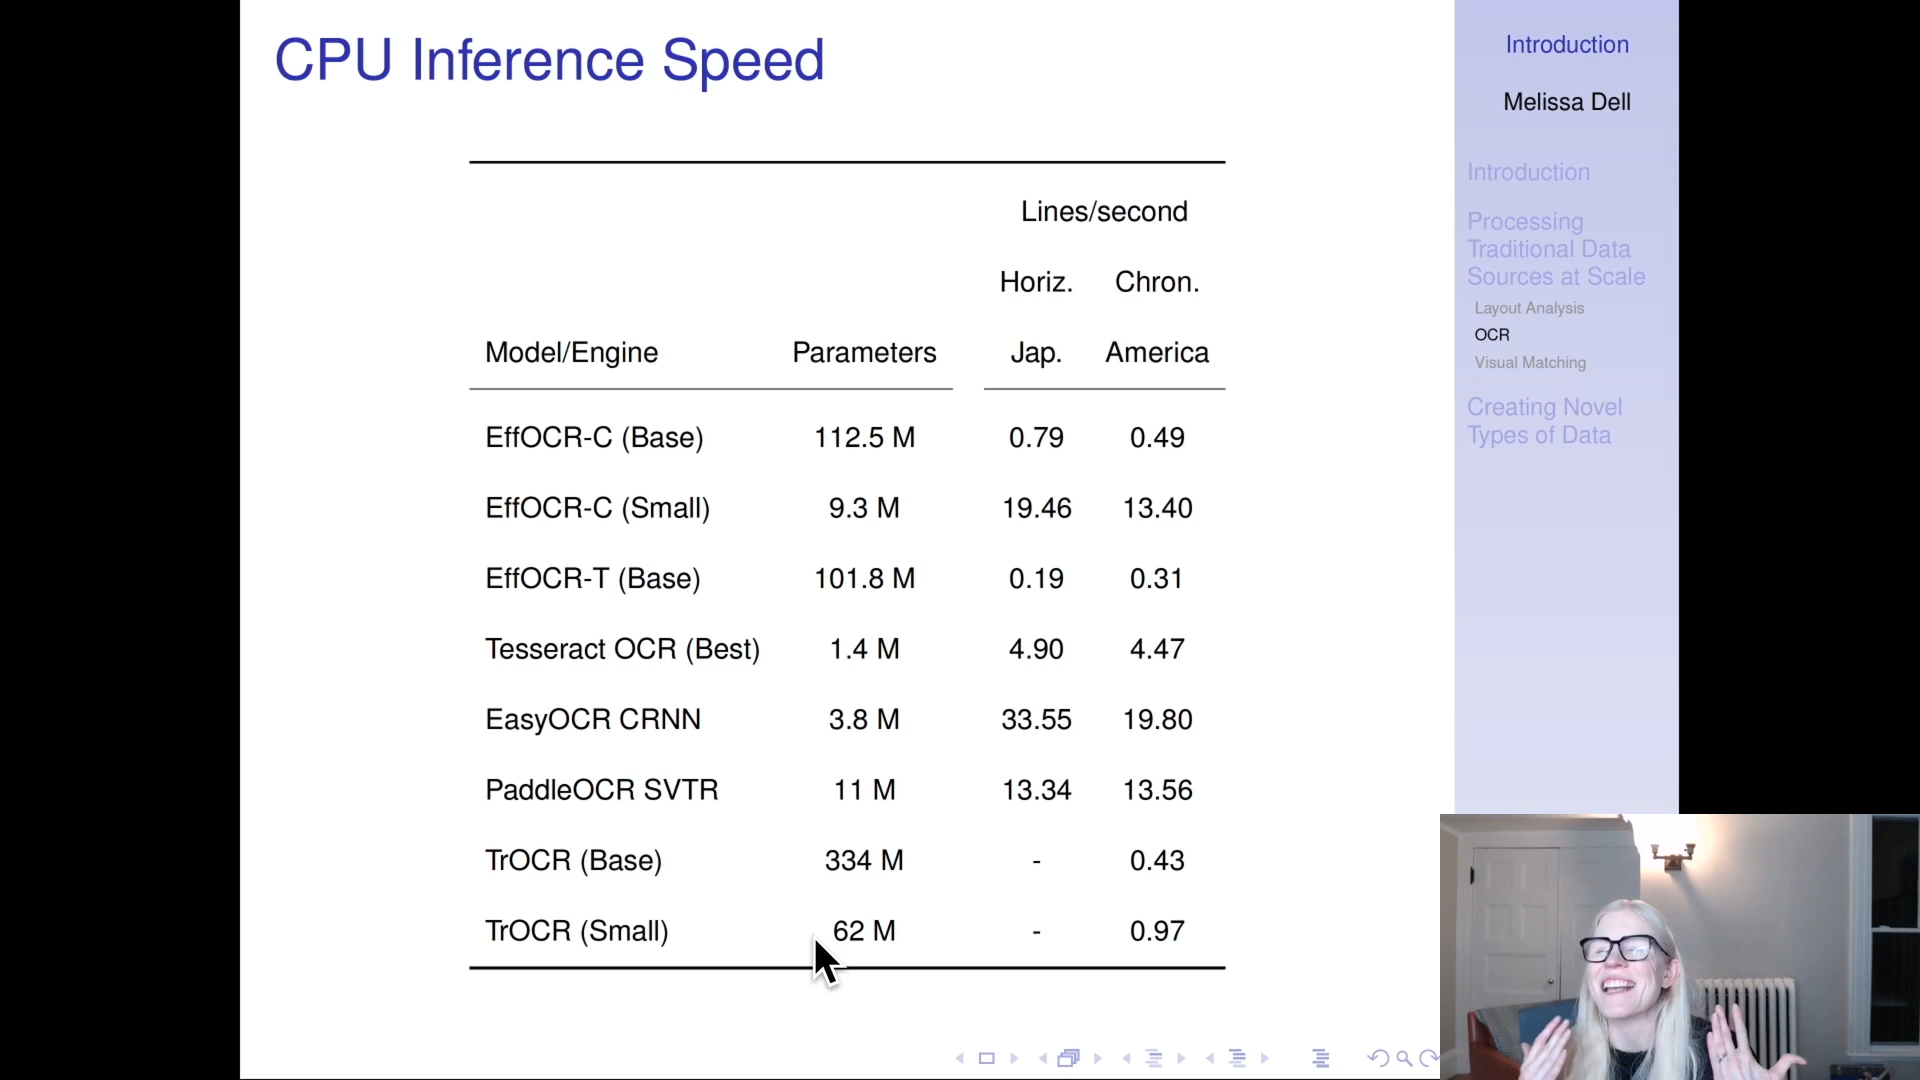 CPU Inference Speed
Lines/second
Horiz. Chron.
Model/Engine Parameters Jap. America
EffOCR-C (Base) 112.5 M 0.79 0.49
EffOCR-C (Small) 9.3 M 19.46 13.40
EffOCR-T (Base) 101.8 M 0.19 0.31
Tesseract OCR (Best) 1.4 M 4.90 4.47
EasyOCR CRNN 3.8 M 33.55 19.80
PaddleOCR SVTR 11 M 13.34 13.56
TrOCR (Base) 334 M - 0.43
TrOCR (Small) 62 M - 0.97
Introduction
Melissa Dell
Introduction
Processing
Traditional Data
Sources at Scale
Layout Analysis
OCR
Visual Matching
Creating Novel
Types of Data